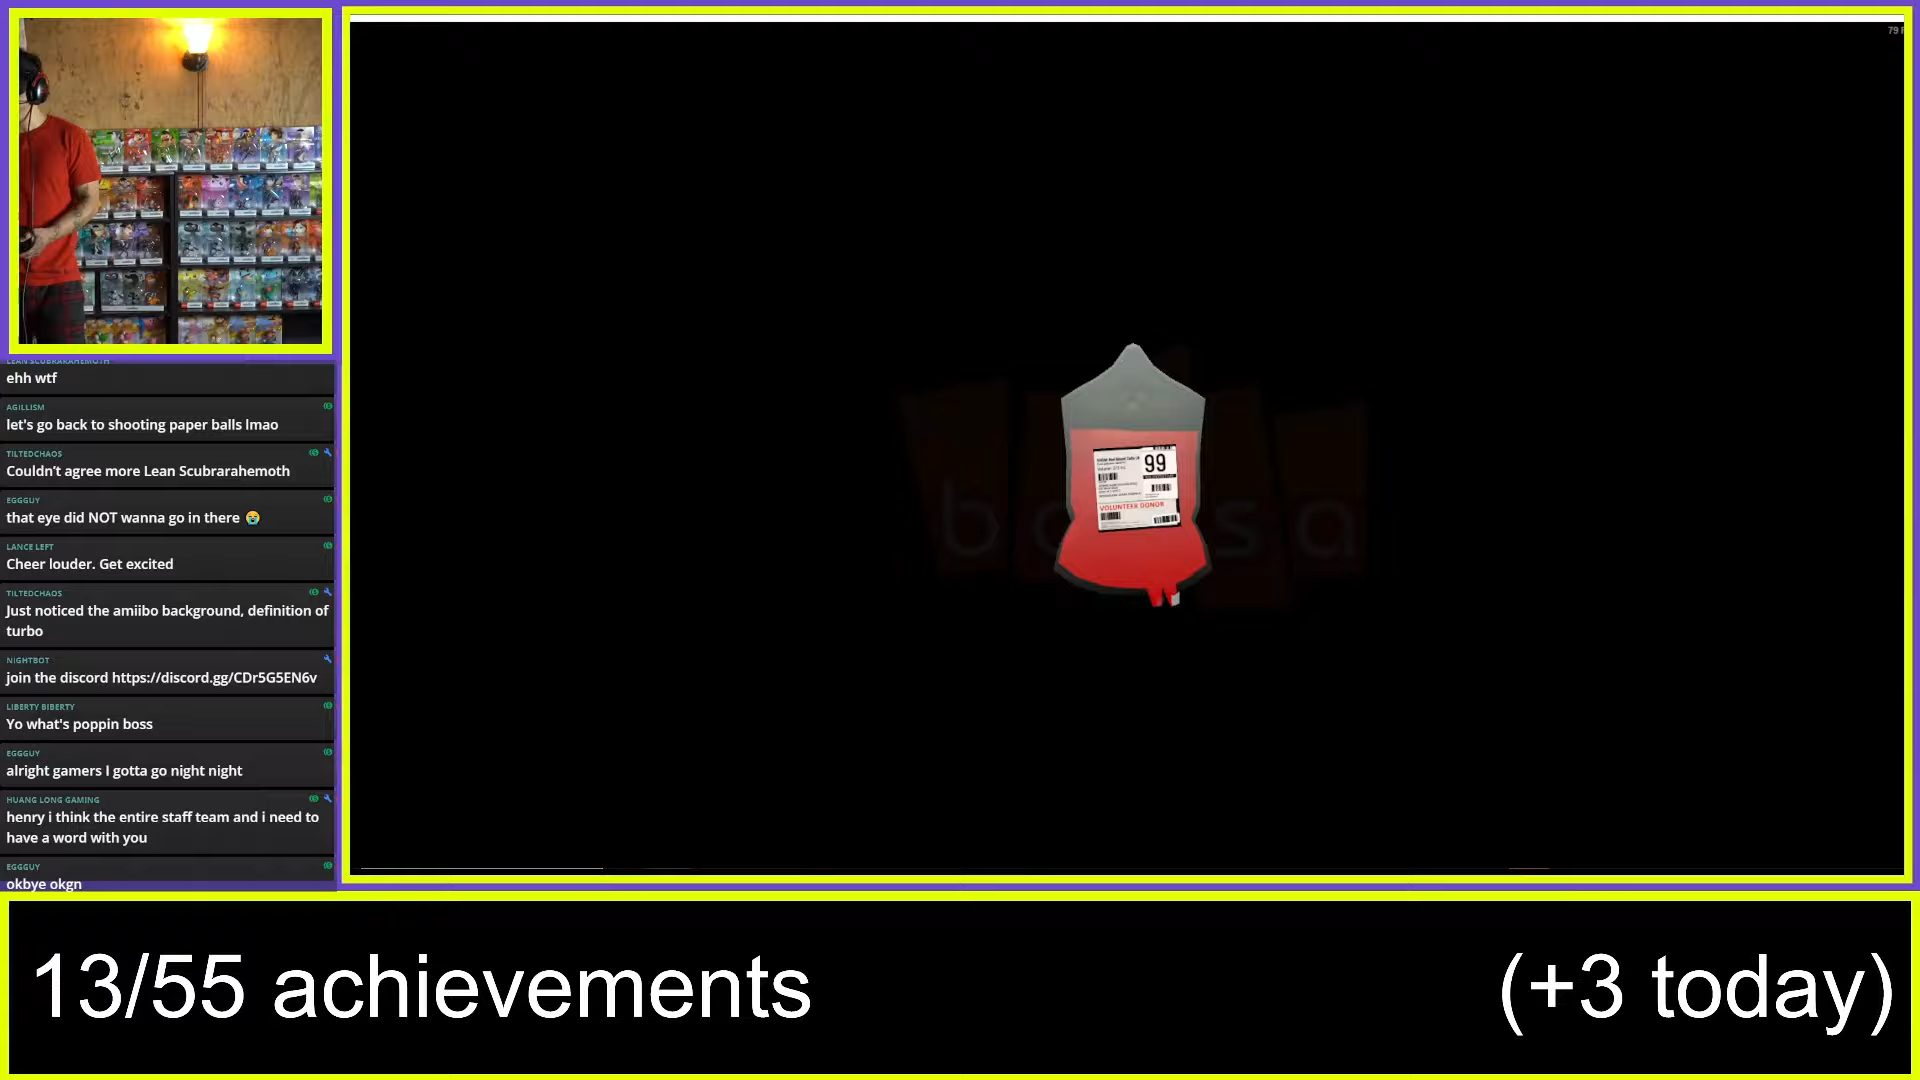 79
LEAN SCUBRARAHEMOTH
ehh wtf
AGILLISM
let's go back to shooting paper balls lmao
TILTEDCHAOS
Couldn't agree more Lean Scubrarahemoth
EGGGUY
that eye did NOT wanna go in there 😭
LANCE LEFT
Cheer louder. Get excited
TILTEDCHAOS
Just noticed the amiibo background, definition of
turbo
NIGHTBOT
join the discord https://discord.gg/CDr5G5EN6v
LIBERTY BIBERTY
Yo what's poppin boss
EGGGUY
alright gamers I gotta go night night
HUANG LONG GAMING
henry i think the entire staff team and i need to
have a word with you
EGGGUY
okbye okgn
99
VOLUNTEER DONOR
13/55 achievements
(+3 today)